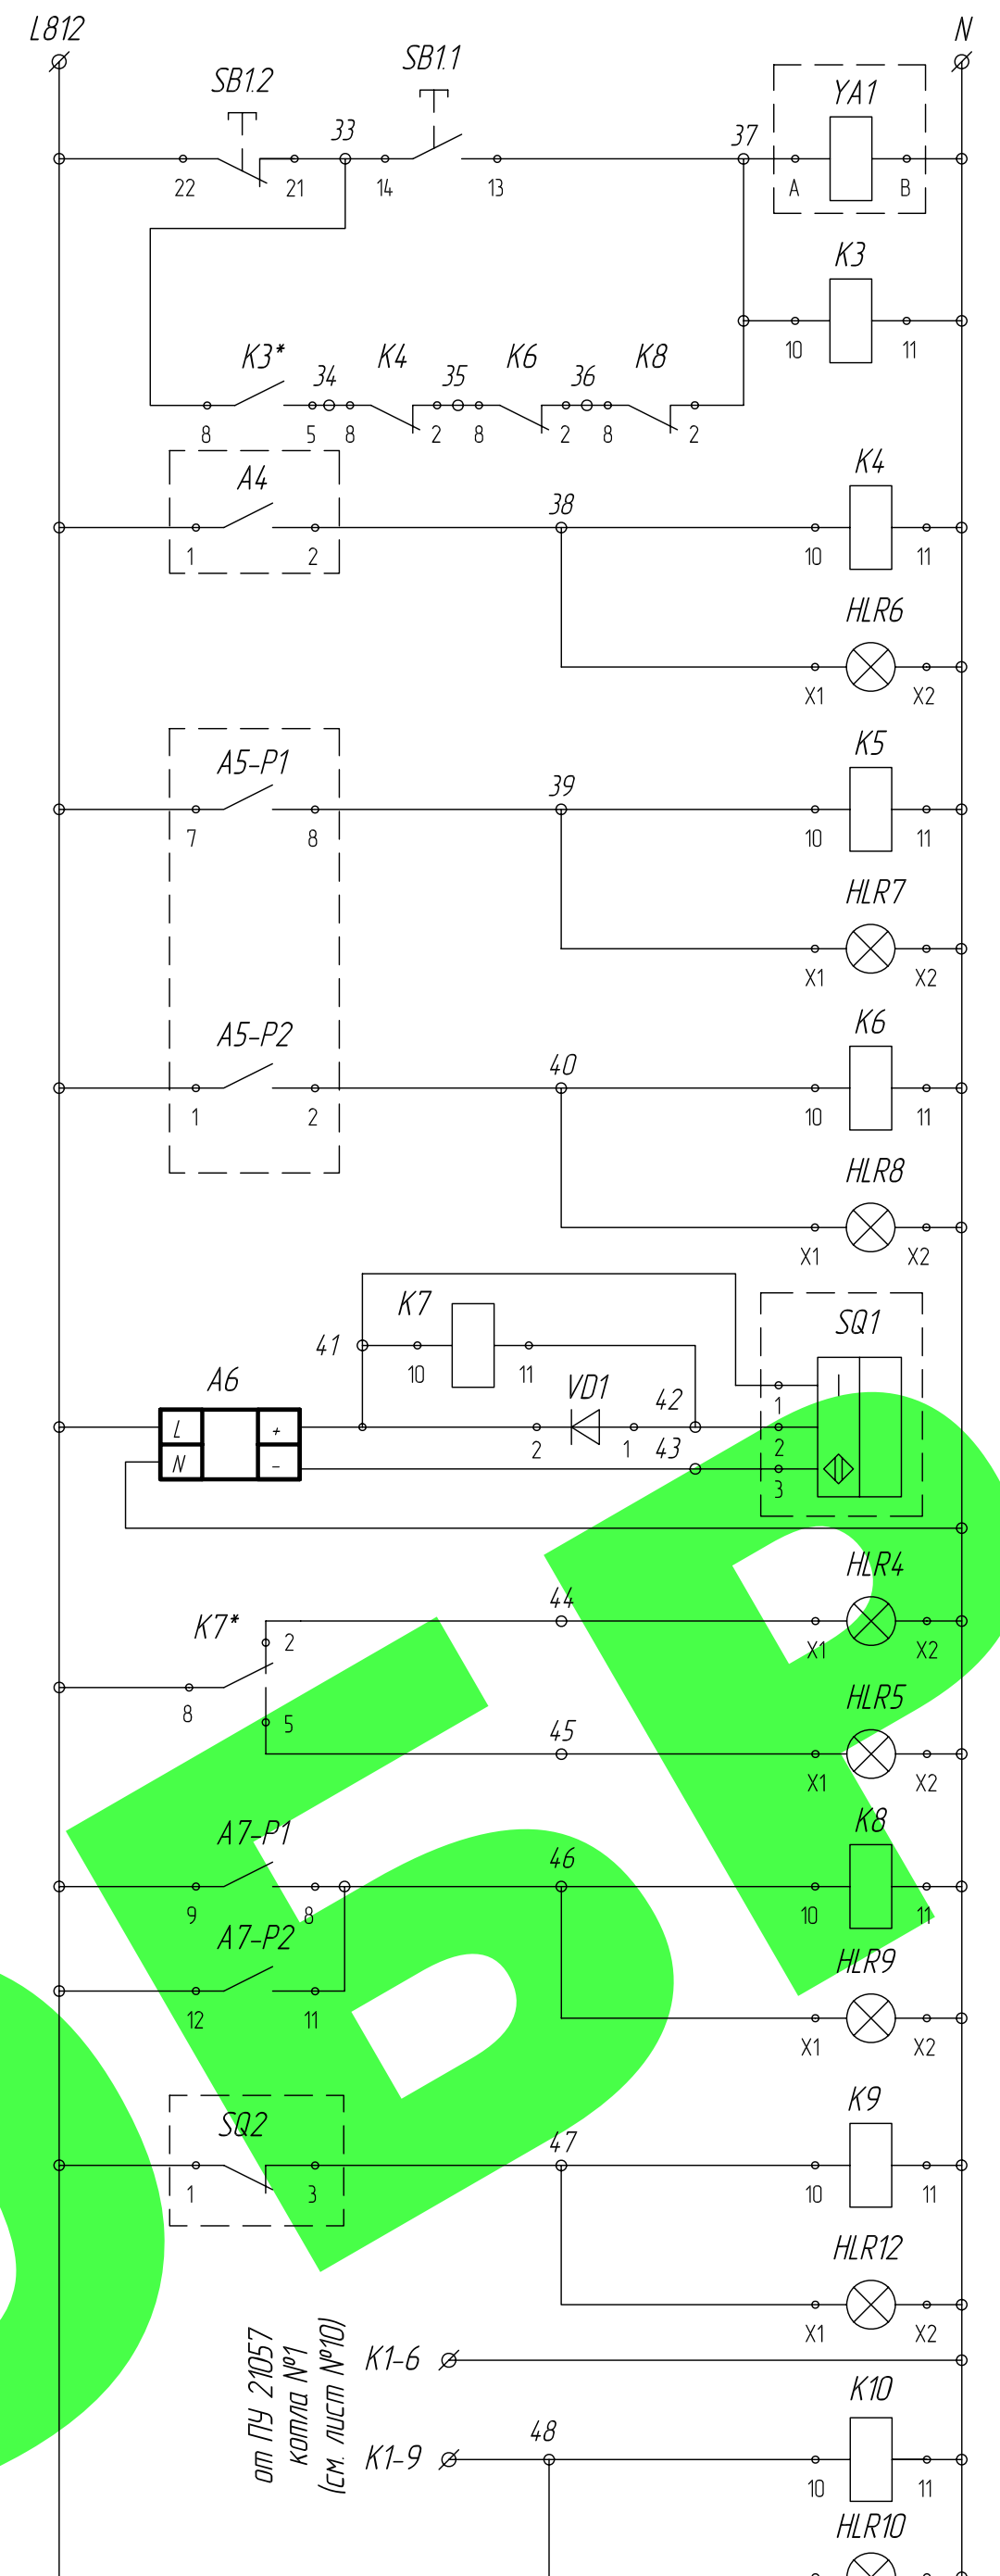 L812 N
SB1.2 SB1.1 YA1
33 37
22 21 14 13 A B
K3
10 11
K3* 34 K4 35 K6 36 K8
8 5 8 2 8 2 8 2
A4 38 K4
1 2 10 11
HLR6
X1 X2
A5-P1 39 K5
7 8 10 11
HLR7
X1 X2
A5-P2 40 K6
1 2 10 11
HLR8
X1 X2
K7 SQ1
41
10 11
A6 VD1 42 1
L + 2 1 43 2
N - 3
HLR4
K7* 2 44 X1 X2
8 HLR5
5 45
X1 X2
A7-P1 46 K8
9 8 10 11
A7-P2 HLR9
12 11 X1 X2
SQ2 47 K9
1 3 10 11
HLR12
X1 X2
от ПУ 21057
котла №1
(см. лист №10)
K1-6
K10
K1-9 48
10 11
HLR10